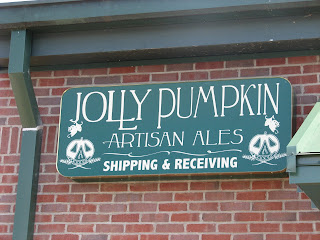 JOLLY PUMPKIN
ARTISAN ALES
SHIPPING & RECEIVING